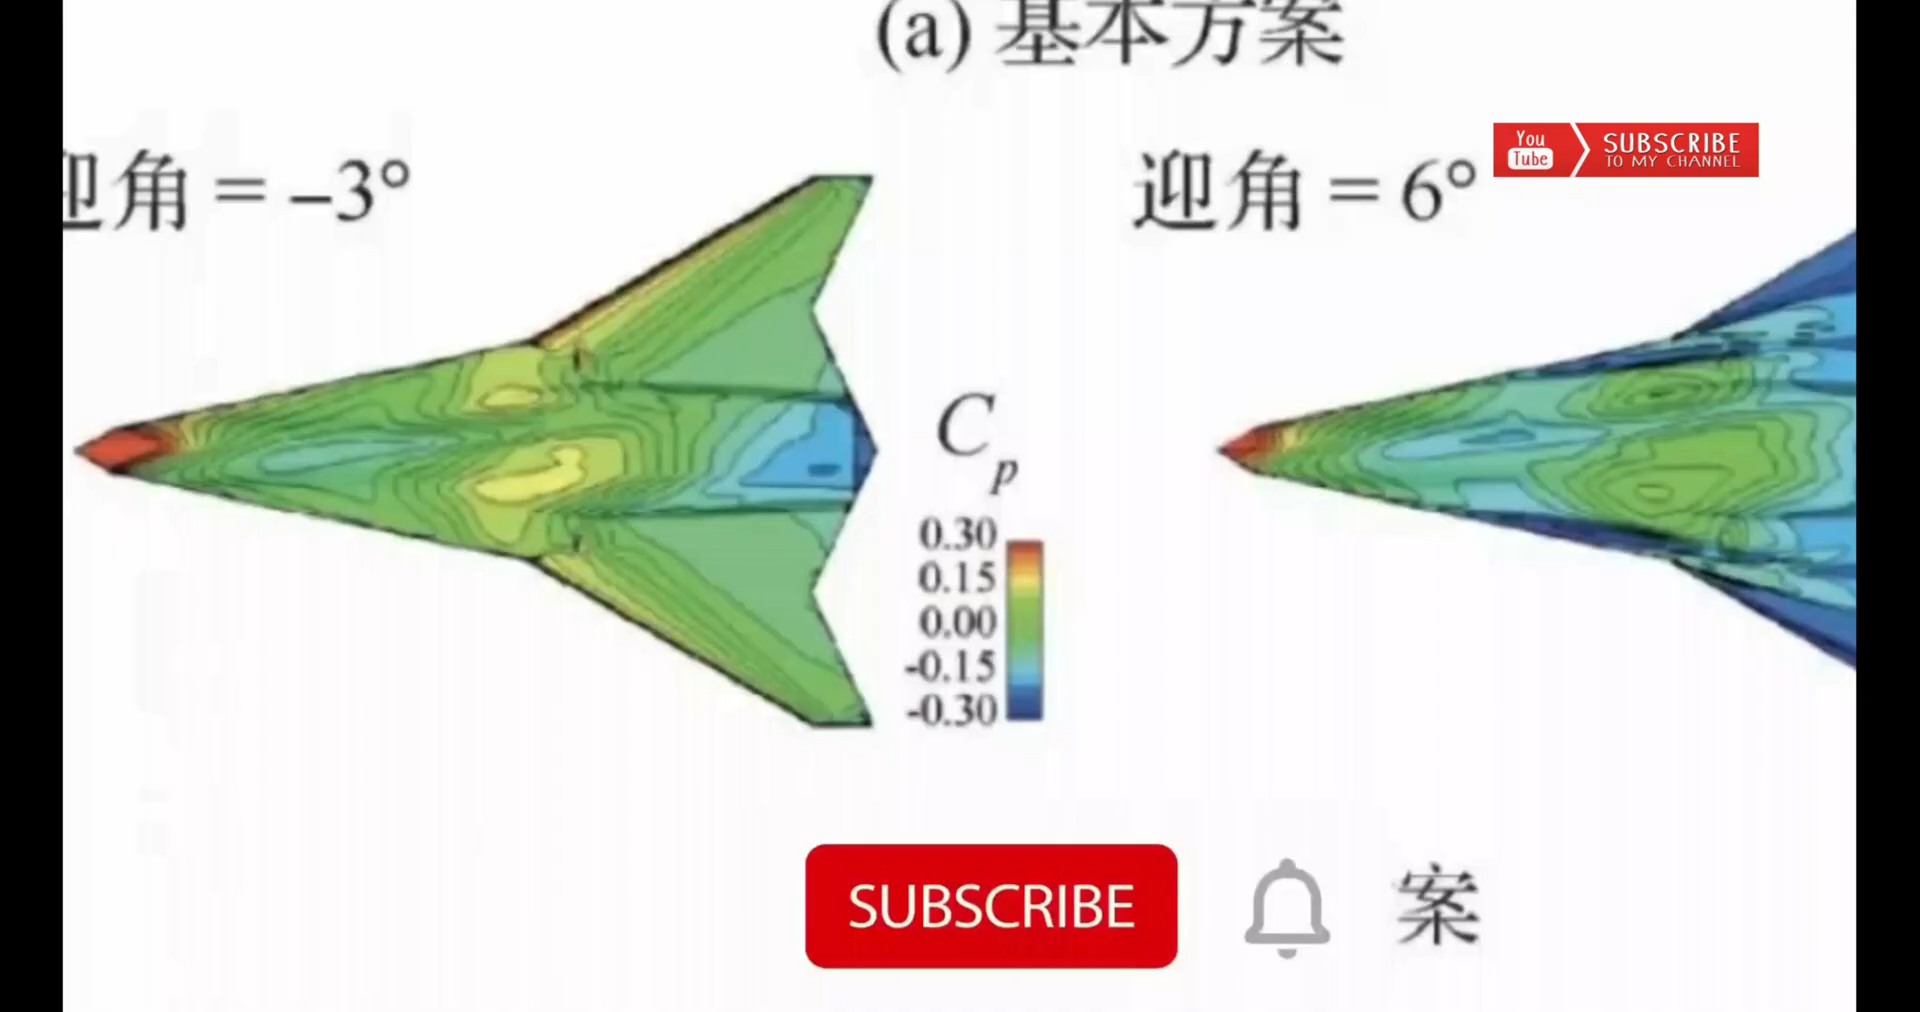 (a) 基本方案
迎角 = –3°
迎角 = 6°
You
Tube
SUBSCRIBE
TO MY CHANNEL
Cp
0.30
0.15
0.00
-0.15
-0.30
SUBSCRIBE
案